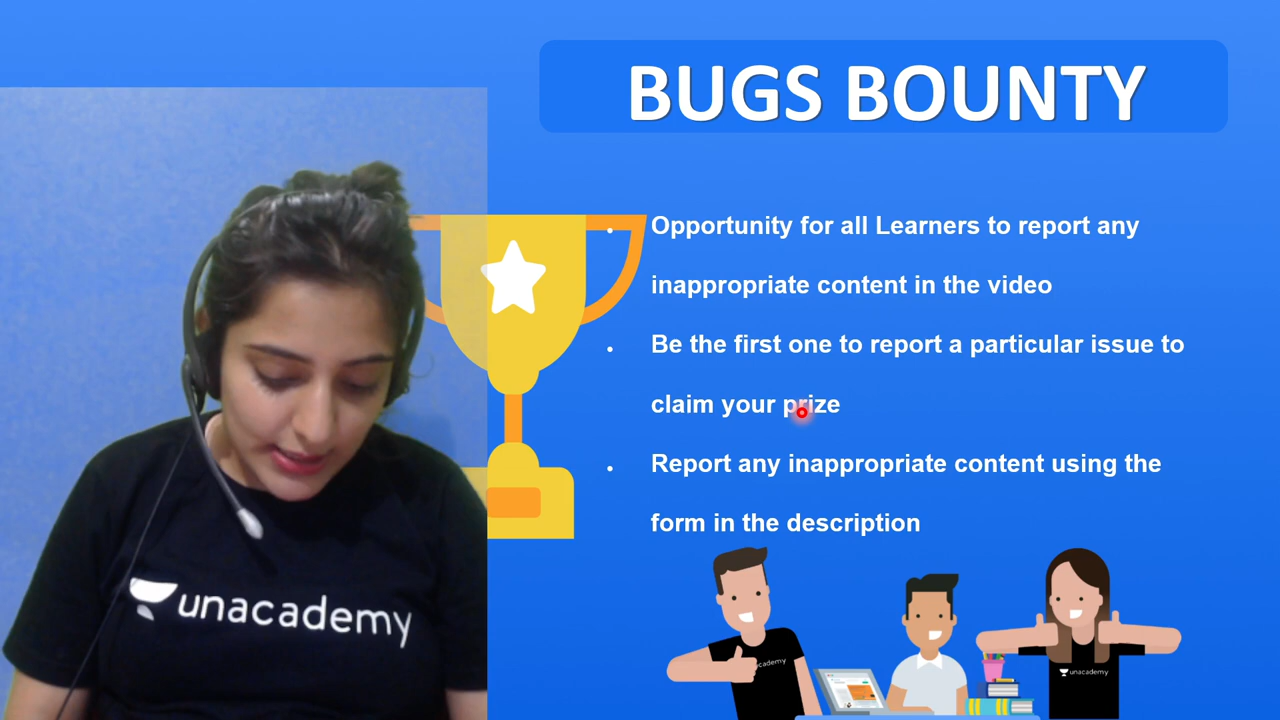 BUGS BOUNTY
Opportunity for all Learners to report any
inappropriate content in the video
Be the first one to report a particular issue to
claim your prize
Report any inappropriate content using the
form in the description
unacademy
unacademy